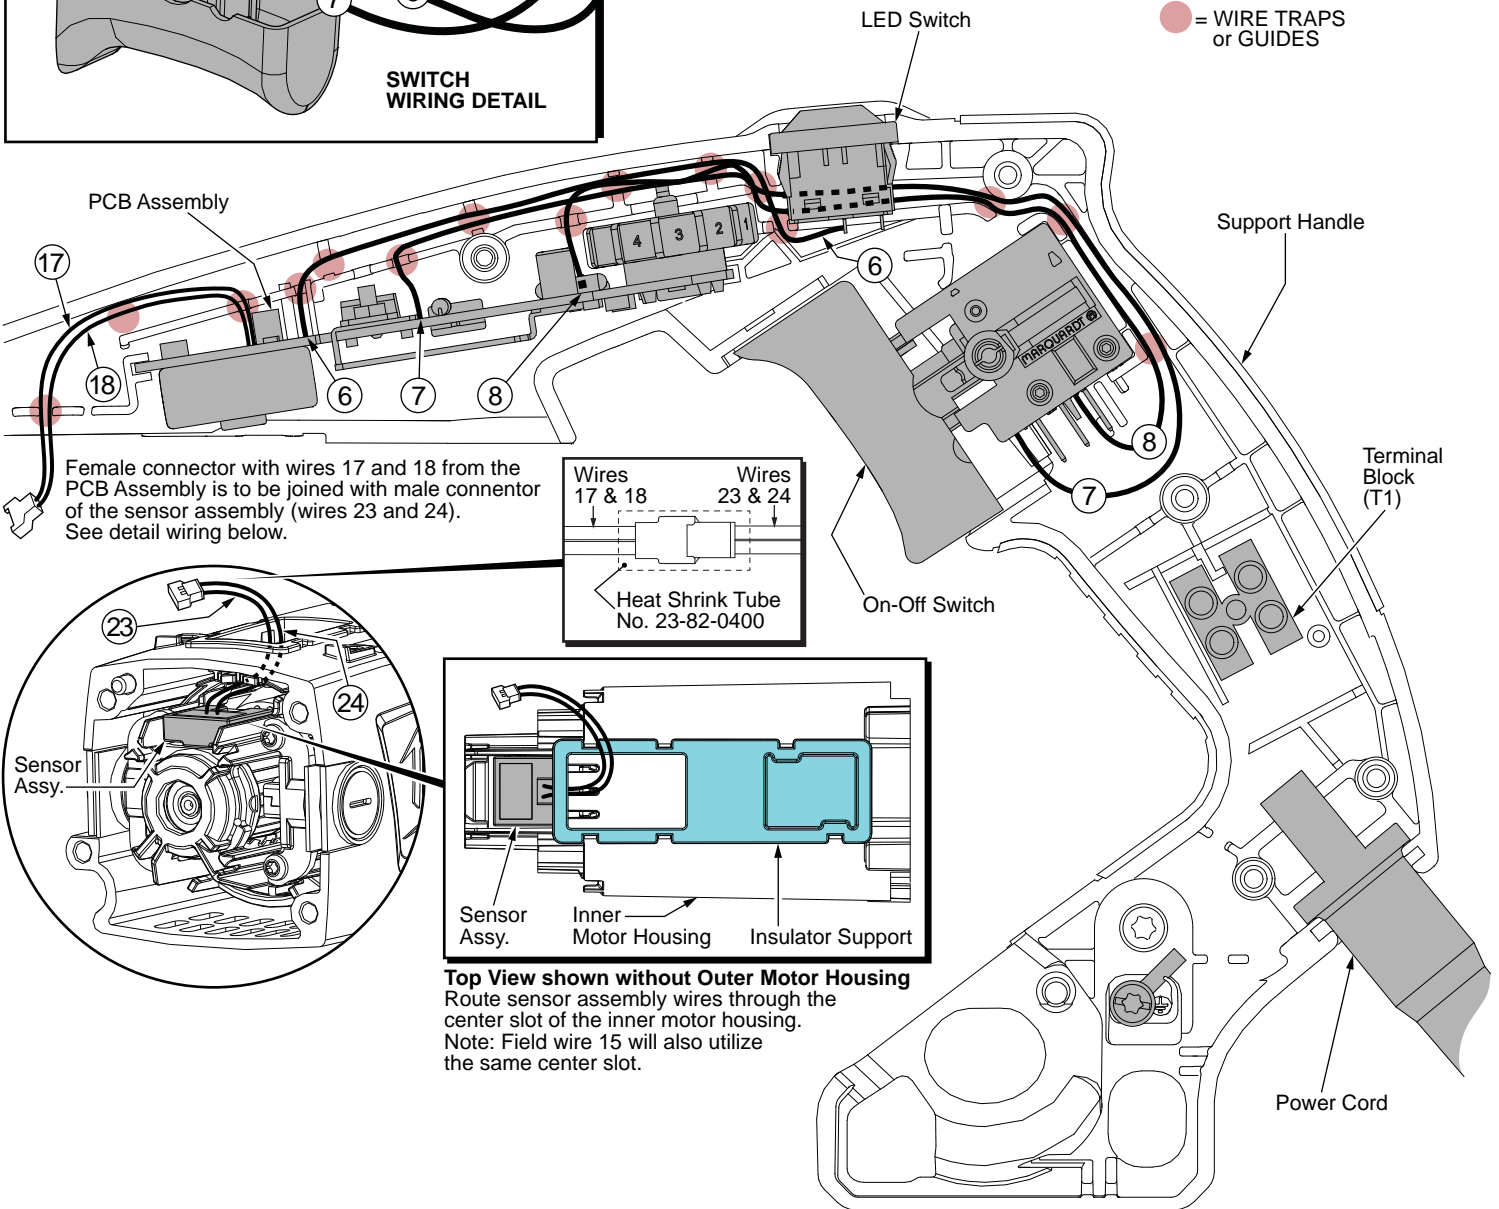 7
SWITCH
WIRING DETAIL
LED Switch
= WIRE TRAPS
or GUIDES
PCB Assembly
Support Handle
17
18
4
3
2
1
6
MARQUARDT
6
7
8
8
7
Female connector with wires 17 and 18 from the
PCB Assembly is to be joined with male connentor
of the sensor assembly (wires 23 and 24).
See detail wiring below.
Wires
17 & 18
Wires
23 & 24
Heat Shrink Tube
No. 23-82-0400
On-Off Switch
Terminal
Block
(T1)
23
24
Sensor
Assy.
Sensor
Assy.
Inner
Motor Housing
Insulator Support
Top View shown without Outer Motor Housing
Route sensor assembly wires through the
center slot of the inner motor housing.
Note: Field wire 15 will also utilize
the same center slot.
Power Cord